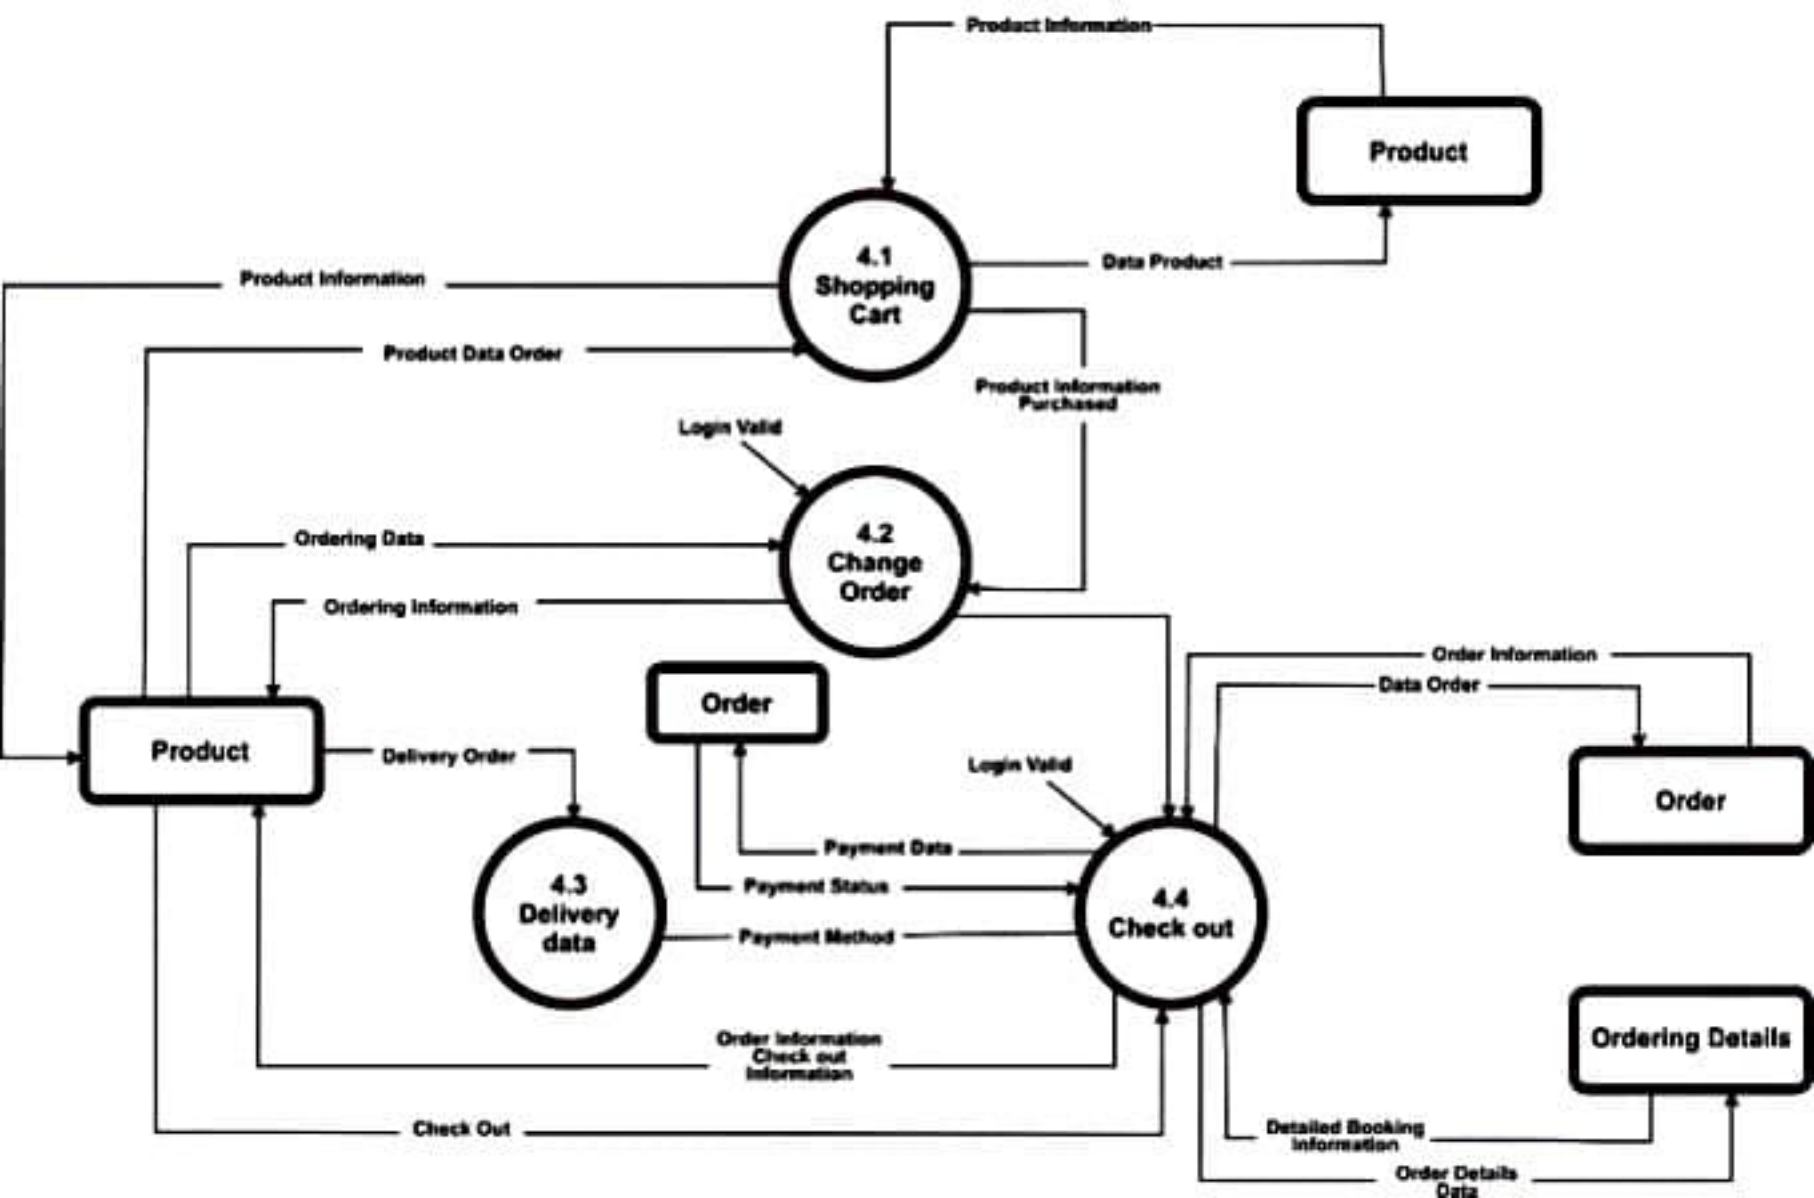 Product Information
Product
4.1
Shopping
Cart
Data Product
Product Information
Product Data Order
Product Information
Purchased
Login Valid
4.2
Change
Order
Ordering Data
Ordering Information
Order
Order Information
Data Order
Product
Delivery Order
Login Valid
Order
Payment Data
4.3
Delivery
data
Payment Status
4.4
Check out
Payment Method
Order Information
Check out
Information
Ordering Details
Check Out
Detailed Booking
Information
Order Details
Data